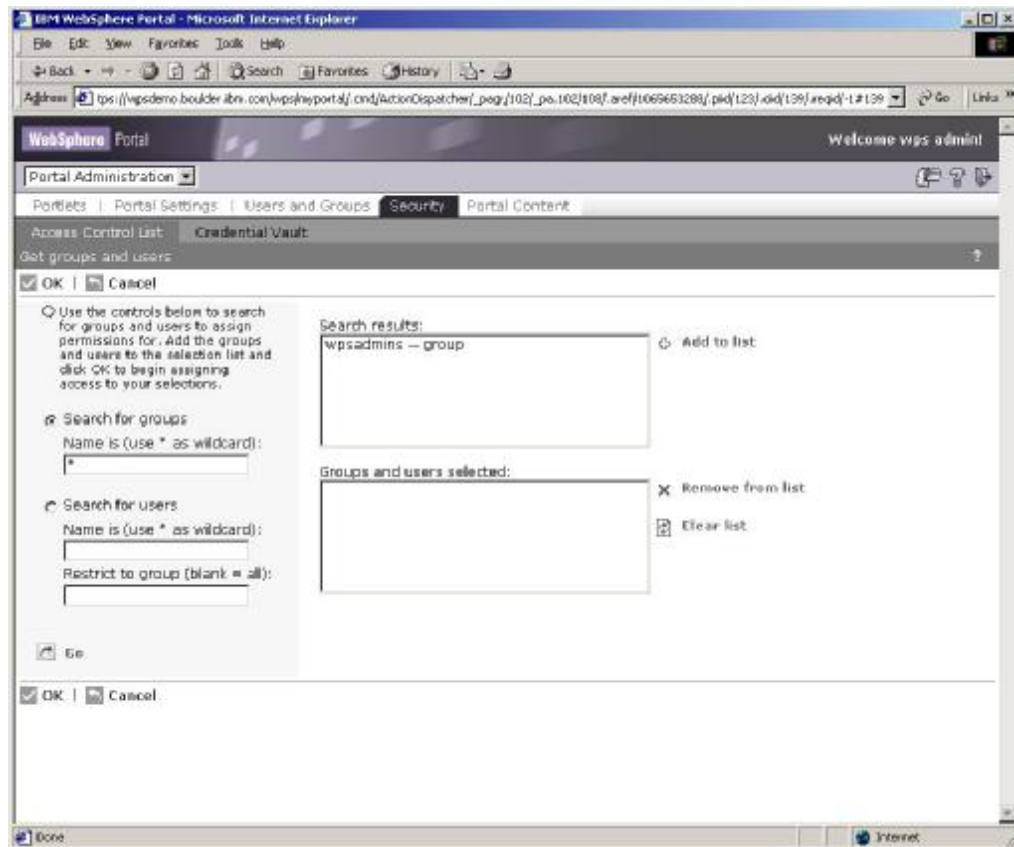 IBM WebSphere Portal - Microsoft Internet Explorer
File Edit View Favorites Tools Help
Back Search Favorites History
Address Go Links »
WebSphere Portal Welcome wps admin!
Portal Administration
Portlets | Portal Settings | Users and Groups Security Portal Content
Access Control List Credential Vault
Get groups and users ?
OK | Cancel
Use the controls below to search
for groups and users to assign
permissions for. Add the groups
and users to the selection list and
click OK to begin assigning
access to your selections.
Search for groups
Name is (use * as wildcard):
*
Search for users
Name is (use * as wildcard):
Restrict to group (blank = all):
Go
Search results:
wpsadmins -- group
Add to list
Groups and users selected:
Remove from list
Clear list
OK | Cancel
Done Internet